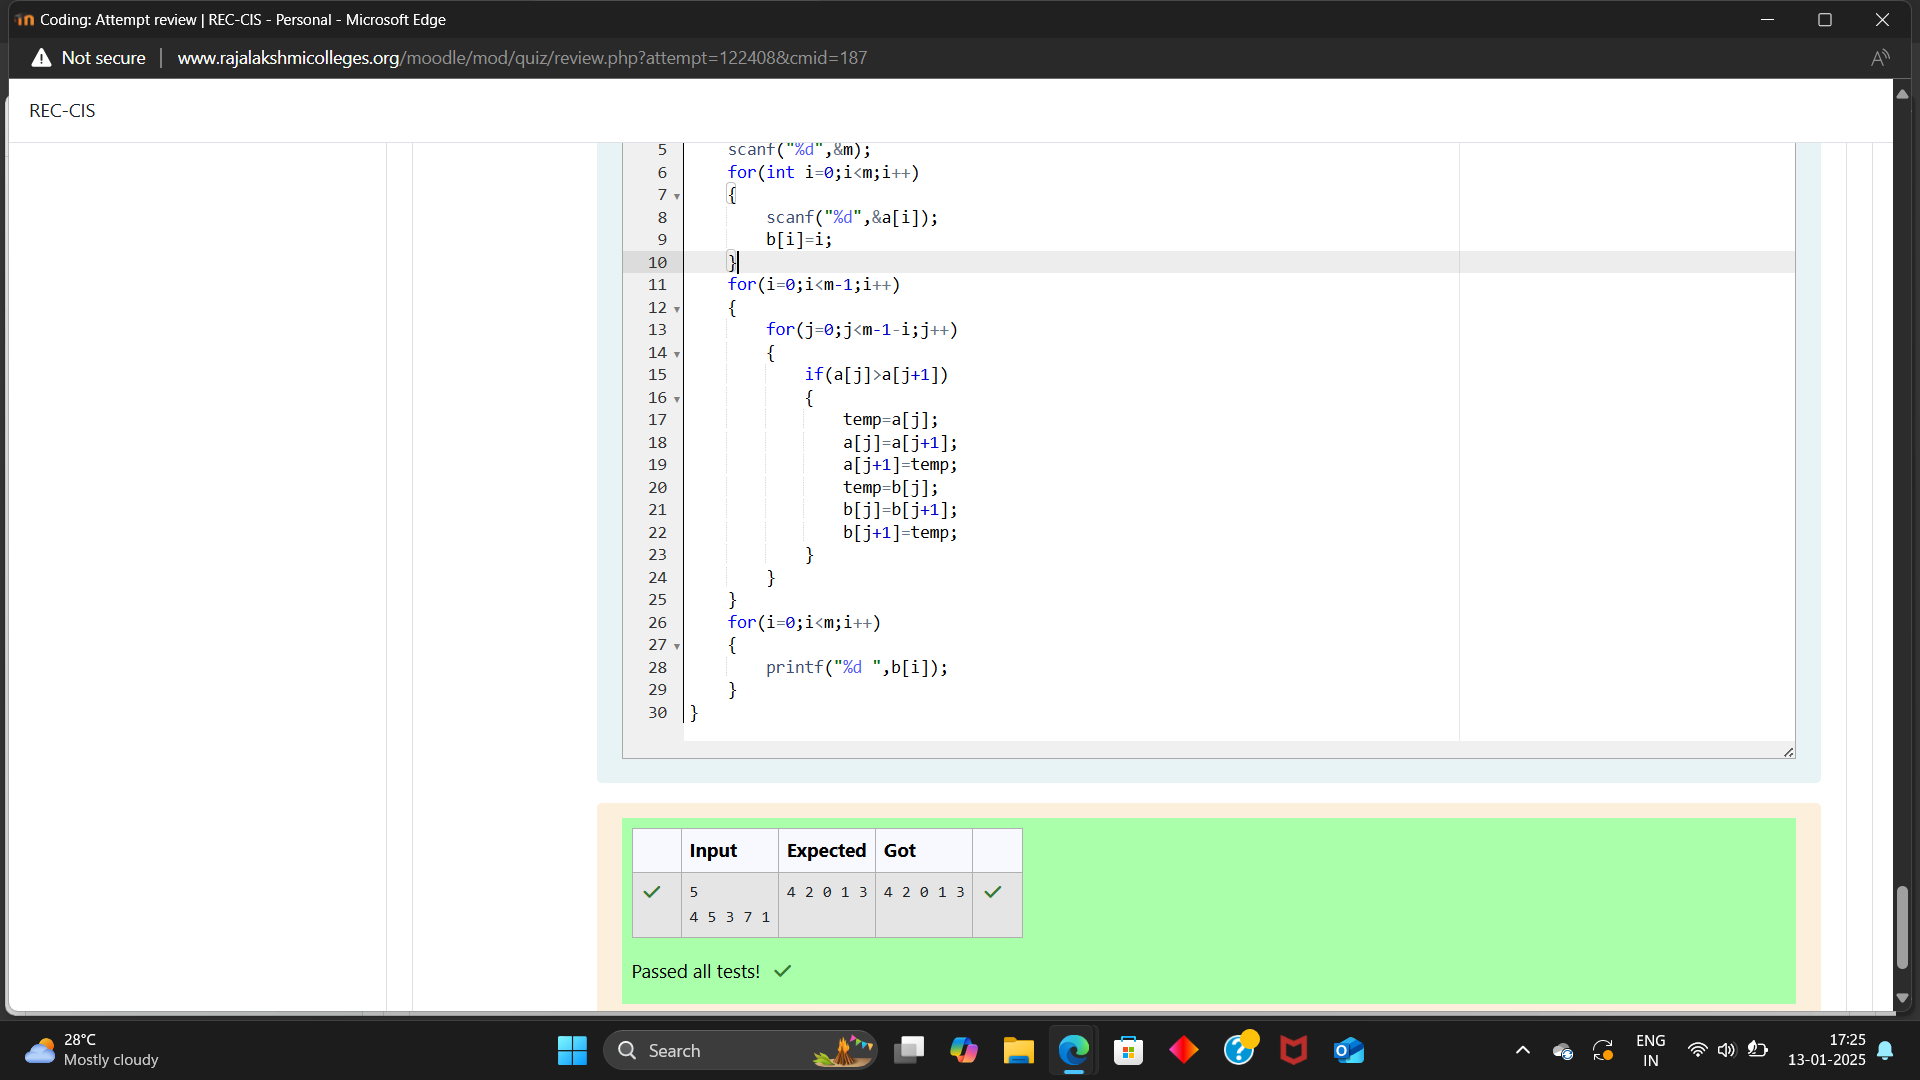 Coding: Attempt review | REC-CIS - Personal - Microsoft Edge
Not secure | www.rajalakshmicolleges.org/moodle/mod/quiz/review.php?attempt=122408&cmid=187
REC-CIS
5 scanf("%d",&m);
6 for(int i=0;i<m;i++)
7 {
8 scanf("%d",&a[i]);
9 b[i]=i;
10 }
11 for(i=0;i<m-1;i++)
12 {
13 for(j=0;j<m-1-i;j++)
14 {
15 if(a[j]>a[j+1])
16 {
17 temp=a[j];
18 a[j]=a[j+1];
19 a[j+1]=temp;
20 temp=b[j];
21 b[j]=b[j+1];
22 b[j+1]=temp;
23 }
24 }
25 }
26 for(i=0;i<m;i++)
27 {
28 printf("%d ",b[i]);
29 }
30 }
Input Expected Got
5 4 2 0 1 3 4 2 0 1 3
4 5 3 7 1
Passed all tests!
28°C
Mostly cloudy
Search
ENG
IN
17:25
13-01-2025